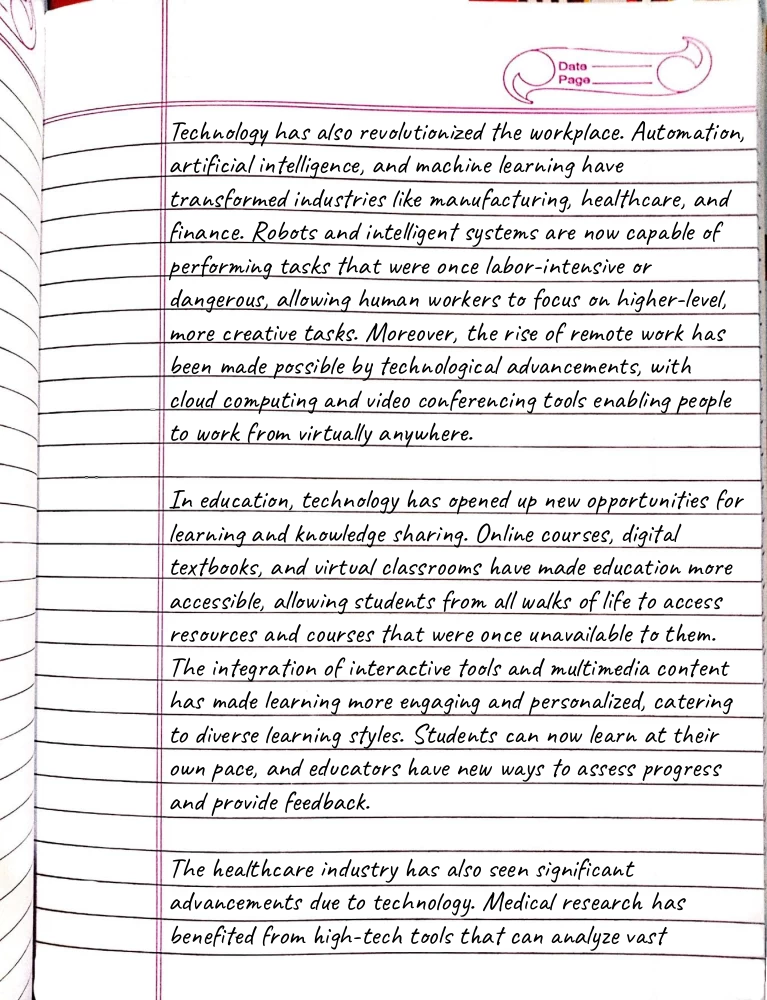 Date
Page
Technology has also revolutionized the workplace. Automation,
artificial intelligence, and machine learning have
transformed industries like manufacturing, healthcare, and
finance. Robots and intelligent systems are now capable of
performing tasks that were once labor-intensive or
dangerous, allowing human workers to focus on higher-level,
more creative tasks. Moreover, the rise of remote work has
been made possible by technological advancements, with
cloud computing and video conferencing tools enabling people
to work from virtually anywhere.
In education, technology has opened up new opportunities for
learning and knowledge sharing. Online courses, digital
textbooks, and virtual classrooms have made education more
accessible, allowing students from all walks of life to access
resources and courses that were once unavailable to them.
The integration of interactive tools and multimedia content
has made learning more engaging and personalized, catering
to diverse learning styles. Students can now learn at their
own pace, and educators have new ways to assess progress
and provide feedback.
The healthcare industry has also seen significant
advancements due to technology. Medical research has
benefited from high-tech tools that can analyze vast